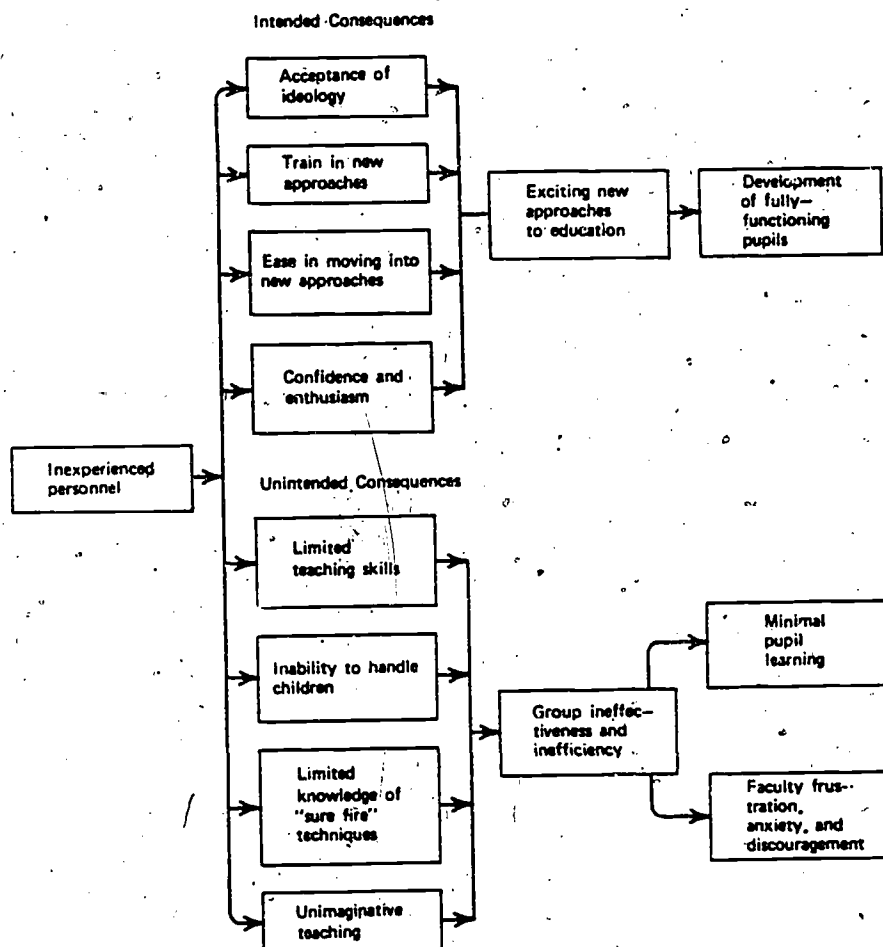 Intended Consequences
Acceptance of
ideology
Train in new
approaches
Ease in moving into
new approaches
Confidence and
enthusiasm
Exciting new
approaches
to education
Development
of fully–
functioning
pupils
Inexperienced
personnel
Unintended Consequences
Limited
teaching skills
Inability to handle
children
Limited
knowledge of
"sure fire"
techniques
Unimaginative
teaching
Group ineffec–
tiveness and
inefficiency
Minimal
pupil
learning
Faculty frus–
tration,
anxiety, and
discouragement